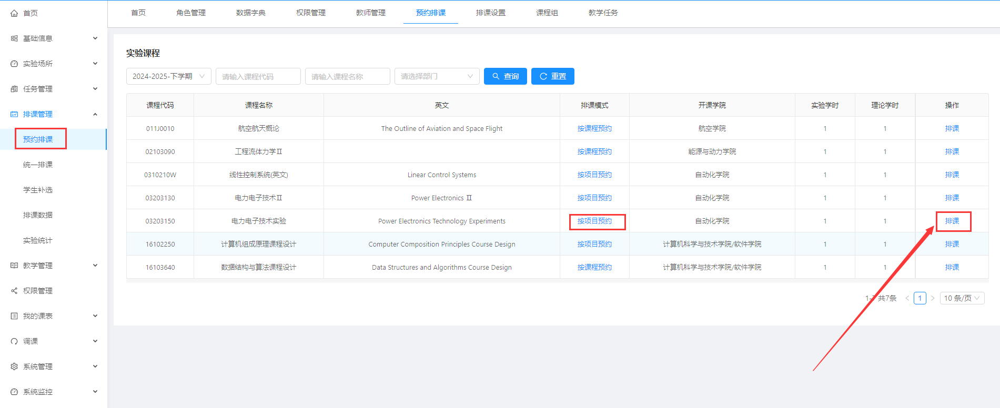 首页
基础信息
实验场所
任务管理
排课管理
预约排课
统一排课
学生补选
排课数据
实验统计
教学管理
权限管理
我的课表
调课
系统管理
系统监控
首页 角色管理 数据字典 权限管理 教师管理 预约排课 排课设置 课程组 教学任务
实验课程
2024-2025-下学期 请输入课程代码 请输入课程名称 请选择部门 查询 重置
课程代码 课程名称 英文 排课模式 开课学院 实验学时 理论学时 操作
011J0010 航空航天概论 The Outline of Aviation and Space Flight 按课程预约 航空学院 1 1 排课
02103090 工程流体力学Ⅱ 按课程预约 能源与动力学院 1 1 排课
0310210W 线性控制系统(英文) Linear Control Systems 按项目预约 自动化学院 1 1 排课
03203130 电力电子技术Ⅱ Power Electronics Ⅱ 按项目预约 自动化学院 1 1 排课
03203150 电力电子技术实验 Power Electronics Technology Experiments 按项目预约 自动化学院 1 1 排课
16102250 计算机组成原理课程设计 Computer Composition Principles Course Design 按项目预约 计算机科学与技术学院/软件学院 1 1 排课
16103640 数据结构与算法课程设计 Data Structures and Algorithms Course Design 按课程预约 计算机科学与技术学院/软件学院 1 1 排课
1-7 共7条 < 1 > 10 条/页